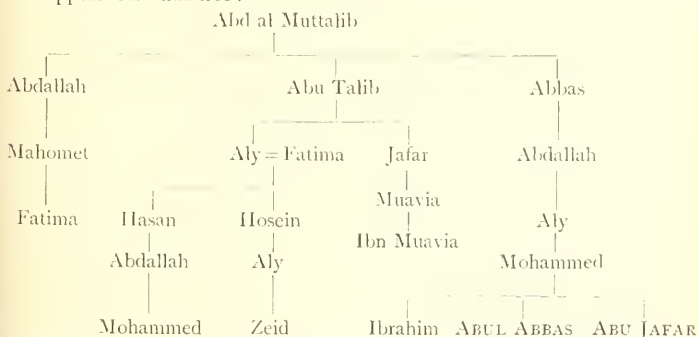 Abd al Muttalib
Abdallah Abu Talib Abbas
Mahomet Aly = Fatima Jafar Abdallah
Muavia
Fatima Hasan Hosein Aly
Ibn Muavia
Abdallah Aly Mohammed
Mohammed Zeid Ibrahim ABUL ABBAS ABU JAFAR